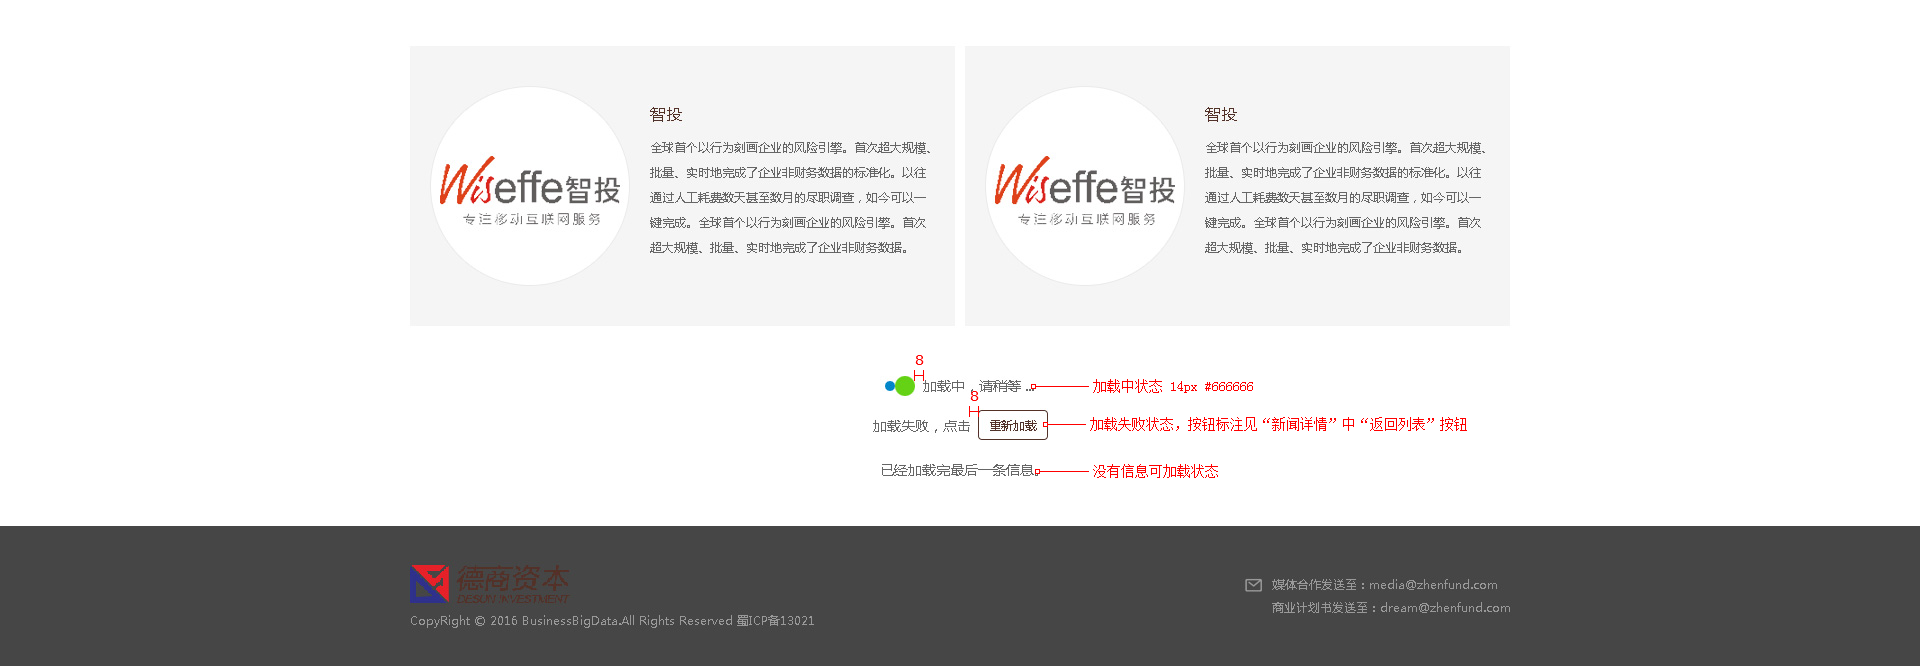 Wiseffe智投
专注移动互联网服务
智投
全球首个以行为刻画企业的风险引擎。首次超大规模、
批量、实时地完成了企业非财务数据的标准化。以往
通过人工耗费数天甚至数月的尽职调查，如今可以一
键完成。全球首个以行为刻画企业的风险引擎。首次
超大规模、批量、实时地完成了企业非财务数据。
Wiseffe智投
专注移动互联网服务
智投
全球首个以行为刻画企业的风险引擎。首次超大规模、
批量、实时地完成了企业非财务数据的标准化。以往
通过人工耗费数天甚至数月的尽职调查，如今可以一
键完成。全球首个以行为刻画企业的风险引擎。首次
超大规模、批量、实时地完成了企业非财务数据。
8
加载中，请稍等 ... 加载中状态 14px #666666
8
加载失败，点击 重新加载 加载失败状态，按钮标注见“新闻详情”中“返回列表”按钮
已经加载完最后一条信息。 没有信息可加载状态
德商资本
DESUN INVESTMENT
CopyRight © 2016 BusinessBigData.All Rights Reserved 蜀ICP备13021
媒体合作发送至：media@zhenfund.com
商业计划书发送至：dream@zhenfund.com